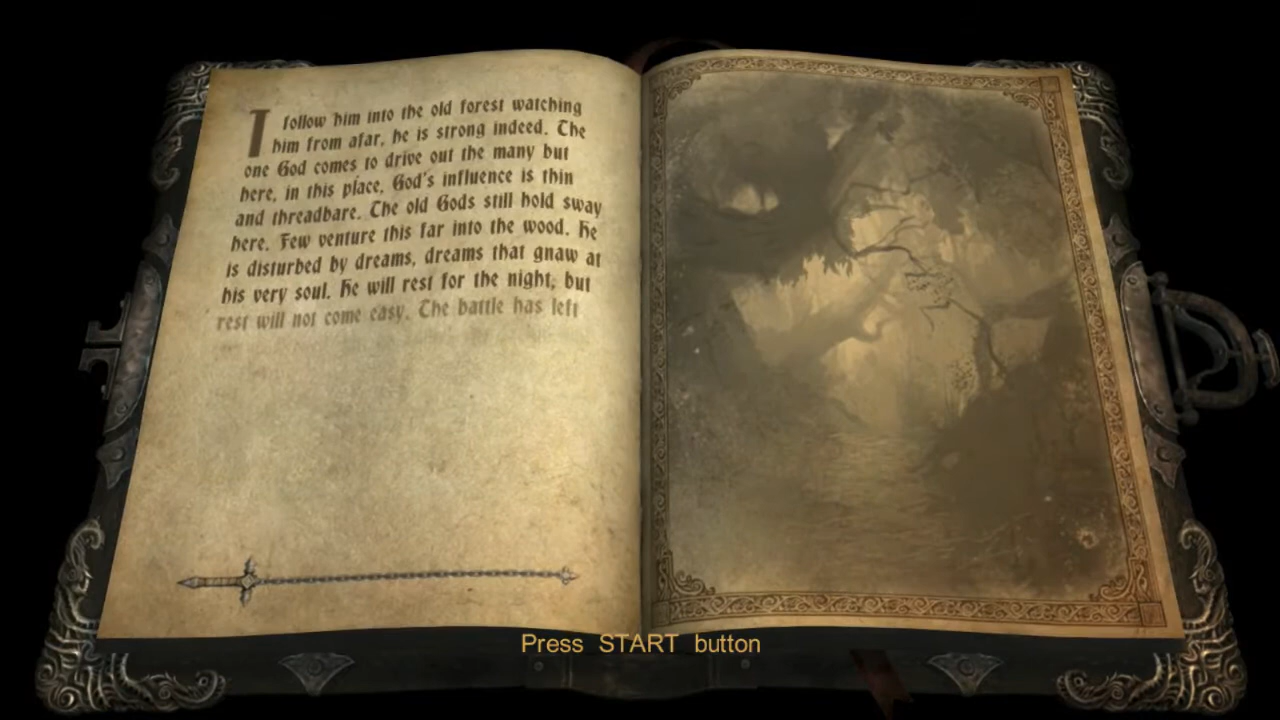 I follow him into the old forest watching
him from afar, he is strong indeed. The
one God comes to drive out the many but
here, in this place, God's influence is thin
and threadbare. The old Gods still hold sway
here. Few venture this far into the wood. He
is disturbed by dreams, dreams that gnaw at
his very soul. He will rest for the night, but
rest will not come easy. The battle has left
Press START button